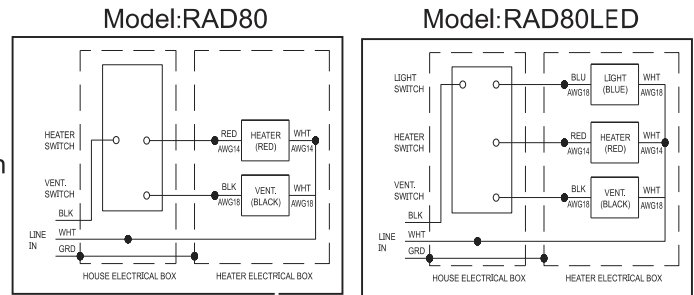 Model:RAD80
HEATER
SWITCH
VENT.
SWITCH
BLK
LINE
IN
WHT
GRD
RED
AWG14
HEATER
(RED)
WHT
AWG14
BLK
AWG18
VENT.
(BLACK)
WHT
AWG18
HOUSE ELECTRICAL BOX
HEATER ELECTRICAL BOX
Model:RAD80LED
LIGHT
SWITCH
HEATER
SWITCH
VENT.
SWITCH
BLK
LINE
IN
WHT
GRD
BLU
AWG18
LIGHT
(BLUE)
WHT
AWG18
RED
AWG14
HEATER
(RED)
WHT
AWG14
BLK
AWG18
VENT.
(BLACK)
WHT
AWG18
HOUSE ELECTRICAL BOX
HEATER ELECTRICAL BOX